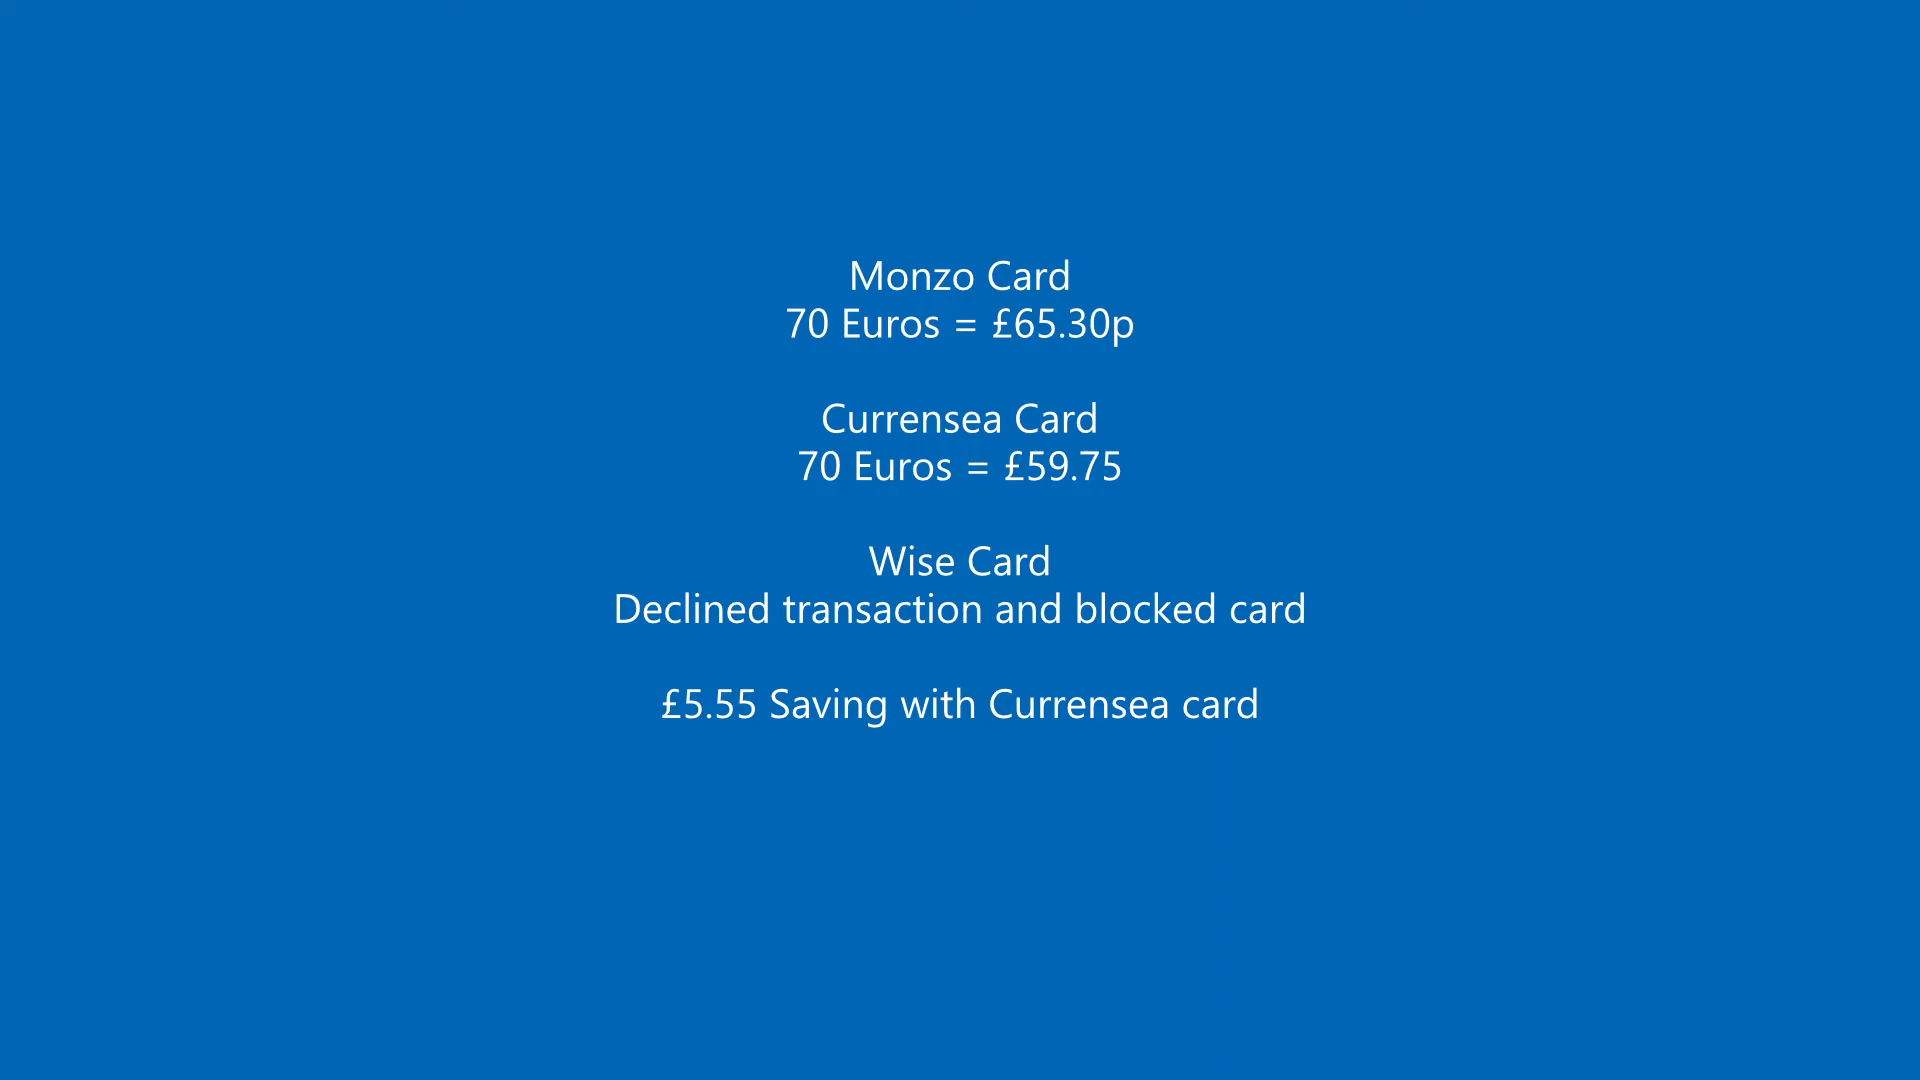 Monzo Card
70 Euros = £65.30p
Currensea Card
70 Euros = £59.75
Wise Card
Declined transaction and blocked card
£5.55 Saving with Currensea card